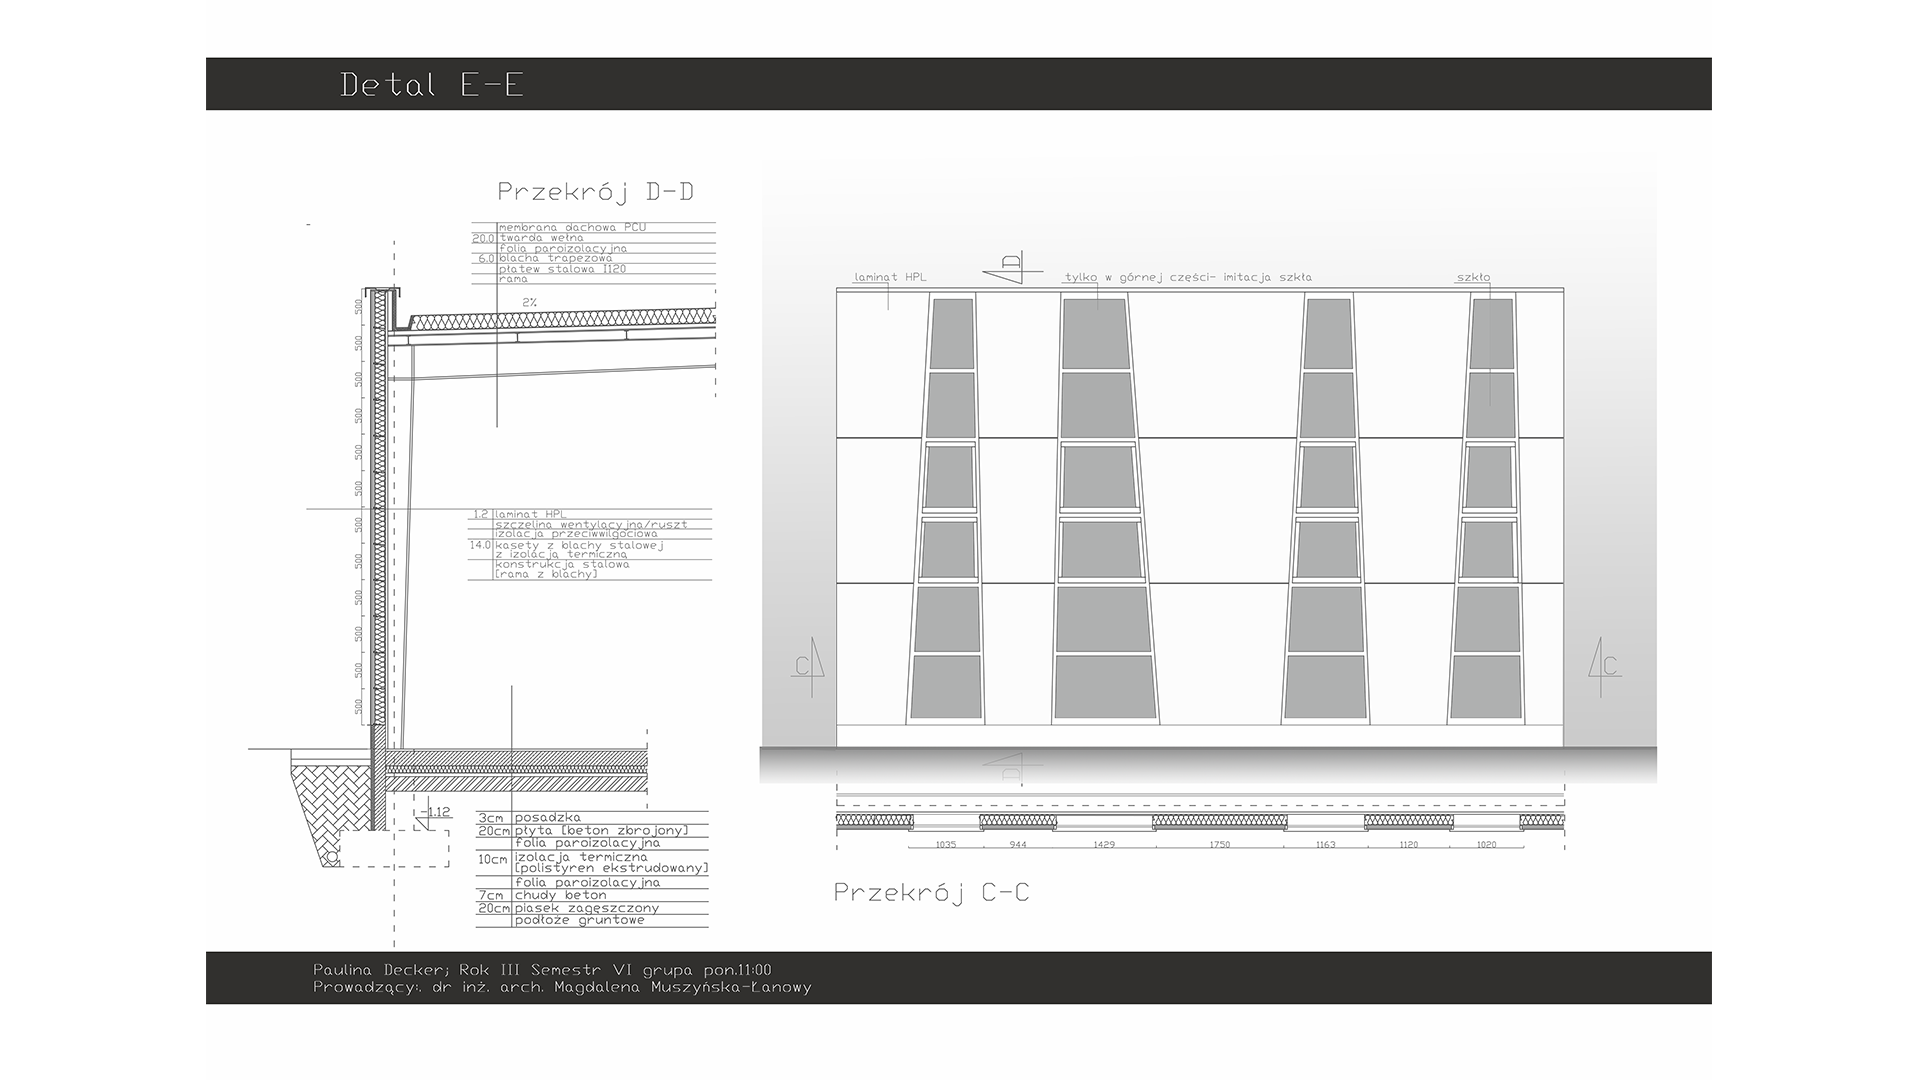 Detal E-E
Przekrój D-D
membrana dachowa PCU
20.0 twarda wełna
folia paroizolacyjna
6.0 blacha trapezowa
płatew stalowa I120
rama
2%
500
500
500
500
500
500
500
500
500
500
500
500
1.2 laminat HPL
szczelina wentylacyjna/ruszt
izolacja przeciwwilgociowa
14.0 kasety z blachy stalowej
z izolacją termiczną
konstrukcja stalowa
[rama z blachy]
-1.12
3cm posadzka
20cm płyta [beton zbrojony]
folia paroizolacyjna
10cm izolacja termiczna
[polistyren ekstrudowany]
folia paroizolacyjna
7cm chudy beton
20cm piasek zagęszczony
podłoże gruntowe
D
laminat HPL
tylko w górnej części- imitacja szkła
szkło
C
C
D
1035 944 1429 1750 1163 1120 1020
Przekrój C-C
Paulina Decker; Rok III Semestr VI grupa pon.11:00
Prowadzący:. dr inż. arch. Magdalena Muszyńska-Łanowy